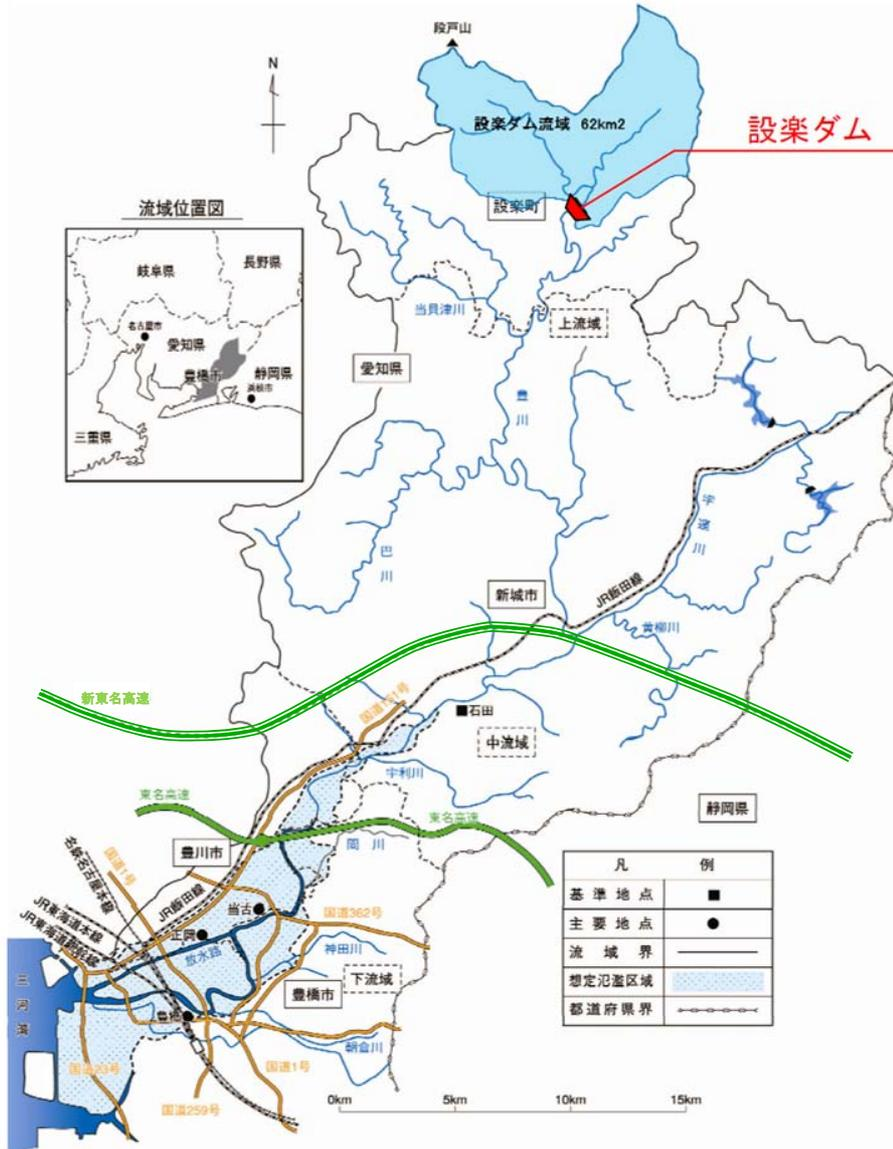 段戸山
N
設楽ダム流域 62km2
設楽ダム
設楽町
流域位置図
岐阜県
長野県
名古屋市
愛知県
豊橋市
静岡県
浜松市
三重県
当貝津川
上流域
愛知県
豊川
巴川
宇連川
新城市
JR飯田線
黄柳川
新東名高速
国道151号
石田
中流域
宇利川
東名高速
東名高速
静岡県
豊川市
間川
名鉄名古屋本線
国道1号
JR飯田線
JR東海道本線
JR東海道新幹線
当古
正岡
国道362号
放水路
神田川
下流域
豊橋市
三河湾
豊橋
朝倉川
国道23号
国道1号
国道259号
凡例
基準地点
主要地点
流域界
想定氾濫区域
都道府県界
0km 5km 10km 15km